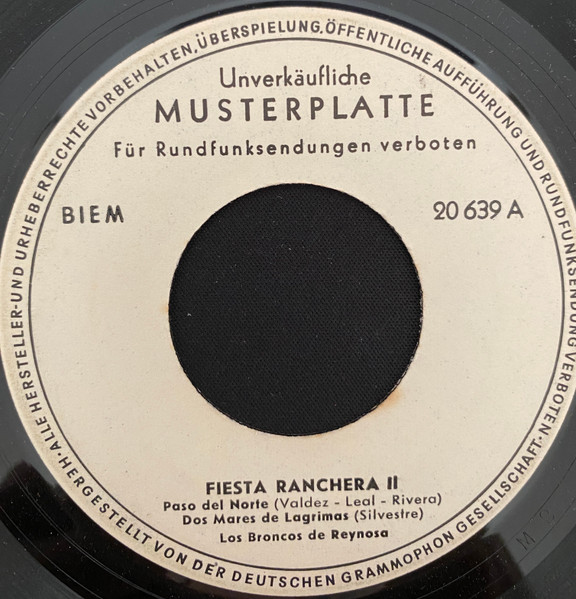 ALLE HERSTELLER-UND URHEBERRECHTE VORBEHALTEN, ÜBERSPIELUNG. ÖFFENTLICHE AUFFÜHRUNG UND RUNDFUNKSENDUNG VERBOTEN·
Unverkäufliche
MUSTERPLATTE
Für Rundfunksendungen verboten
BIEM
20 639 A
FIESTA RANCHERA II
Paso del Norte (Valdez - Leal - Rivera)
Dos Mares de Lagrimas (Silvestre)
Los Broncos de Reynosa
·HERGESTELLT VON DER DEUTSCHEN GRAMMOPHON GESELLSCHAFT·